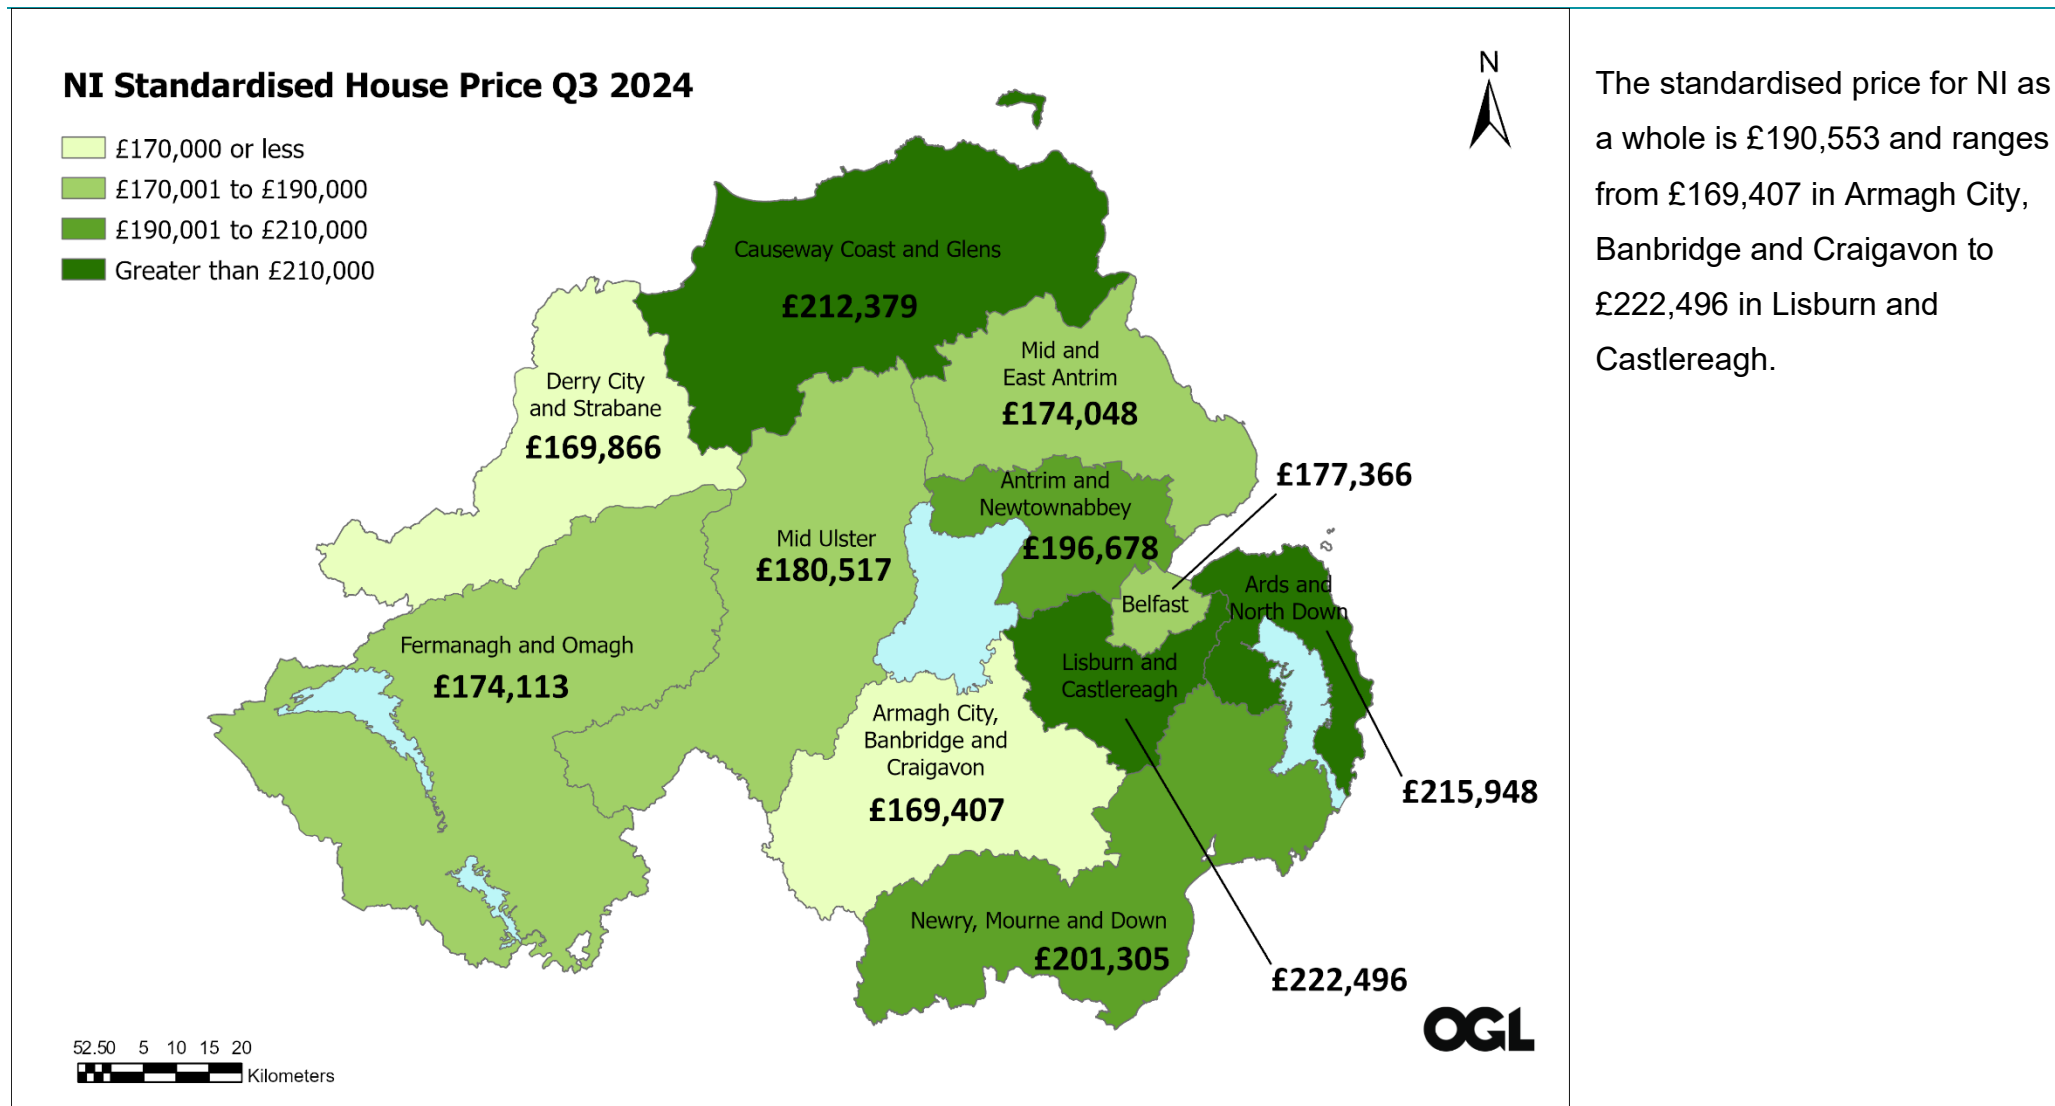 NI Standardised House Price Q3 2024
£170,000 or less
£170,001 to £190,000
£190,001 to £210,000
Greater than £210,000
N
Causeway Coast and Glens
£212,379
Derry City
and Strabane
£169,866
Mid and
East Antrim
£174,048
Antrim and
Newtownabbey
£196,678
£177,366
Mid Ulster
£180,517
Belfast
Ards and
North Down
Fermanagh and Omagh
£174,113
Lisburn and
Castlereagh
Armagh City,
Banbridge and
Craigavon
£169,407
£215,948
Newry, Mourne and Down
£201,305
£222,496
OGL
52.50 5 10 15 20
Kilometers
The standardised price for NI as
a whole is £190,553 and ranges
from £169,407 in Armagh City,
Banbridge and Craigavon to
£222,496 in Lisburn and
Castlereagh.